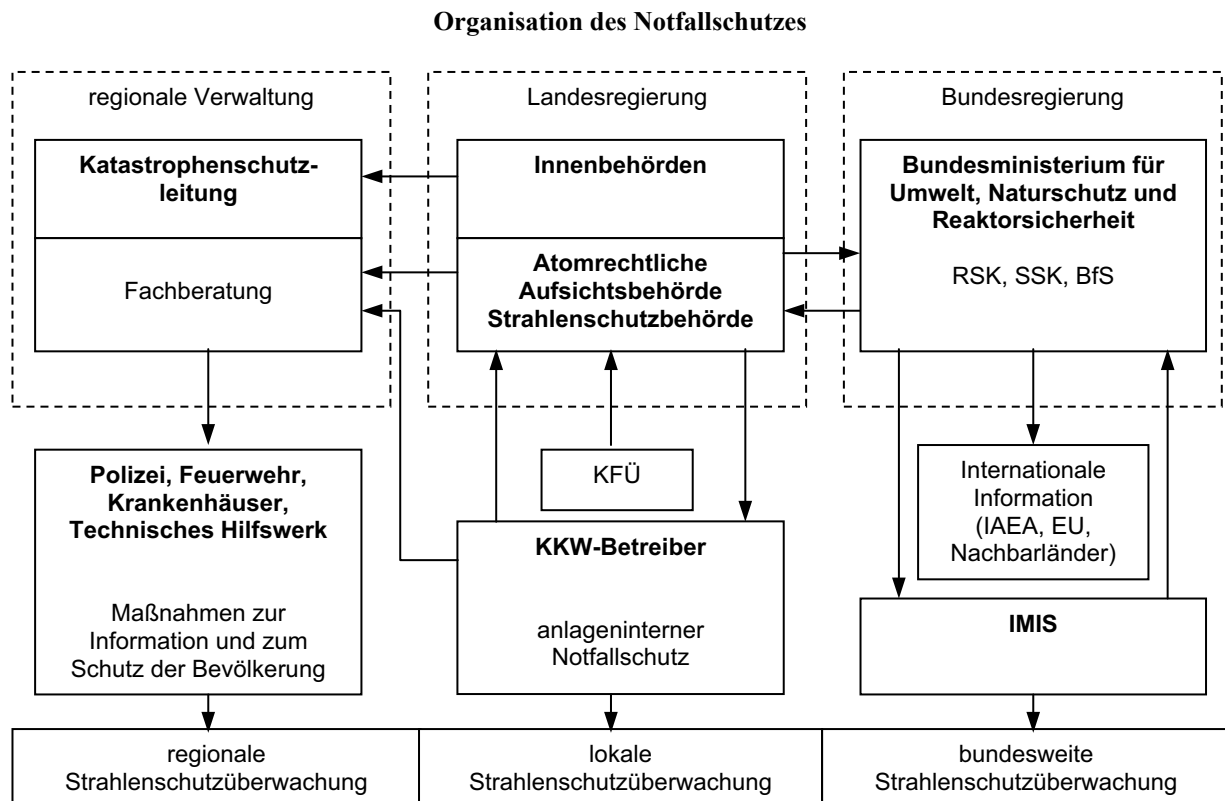 Organisation des Notfallschutzes
regionale Verwaltung
Katastrophenschutz-
leitung
Fachberatung
Landesregierung
Innenbehörden
Atomrechtliche
Aufsichtsbehörde
Strahlenschutzbehörde
Bundesregierung
Bundesministerium für
Umwelt, Naturschutz und
Reaktorsicherheit
RSK, SSK, BfS
Polizei, Feuerwehr,
Krankenhäuser,
Technisches Hilfswerk
Maßnahmen zur
Information und zum
Schutz der Bevölkerung
KFÜ
KKW-Betreiber
anlageninterner
Notfallschutz
Internationale
Information
(IAEA, EU,
Nachbarländer)
IMIS
regionale
Strahlenschutzüberwachung
lokale
Strahlenschutzüberwachung
bundesweite
Strahlenschutzüberwachung